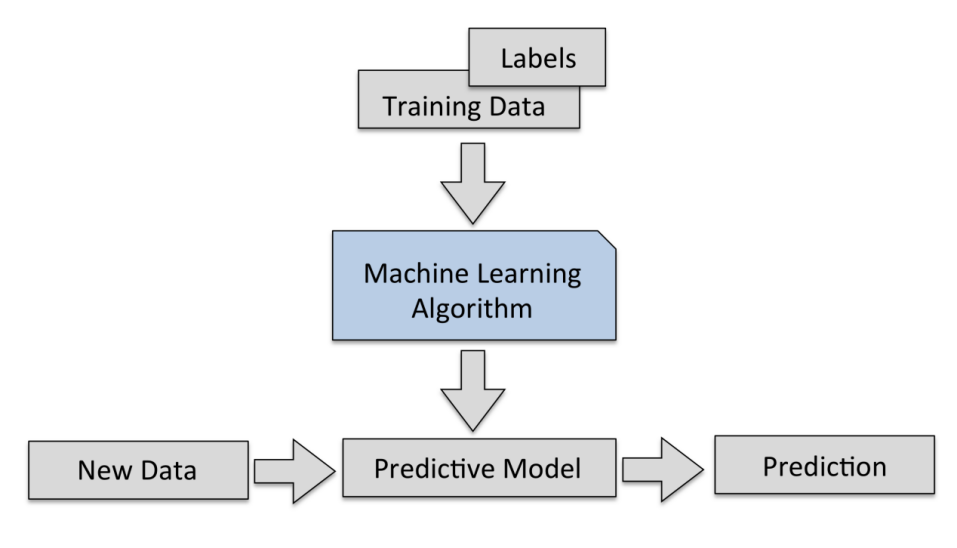 Labels
Training Data
Machine Learning
Algorithm
New Data
Predictive Model
Prediction